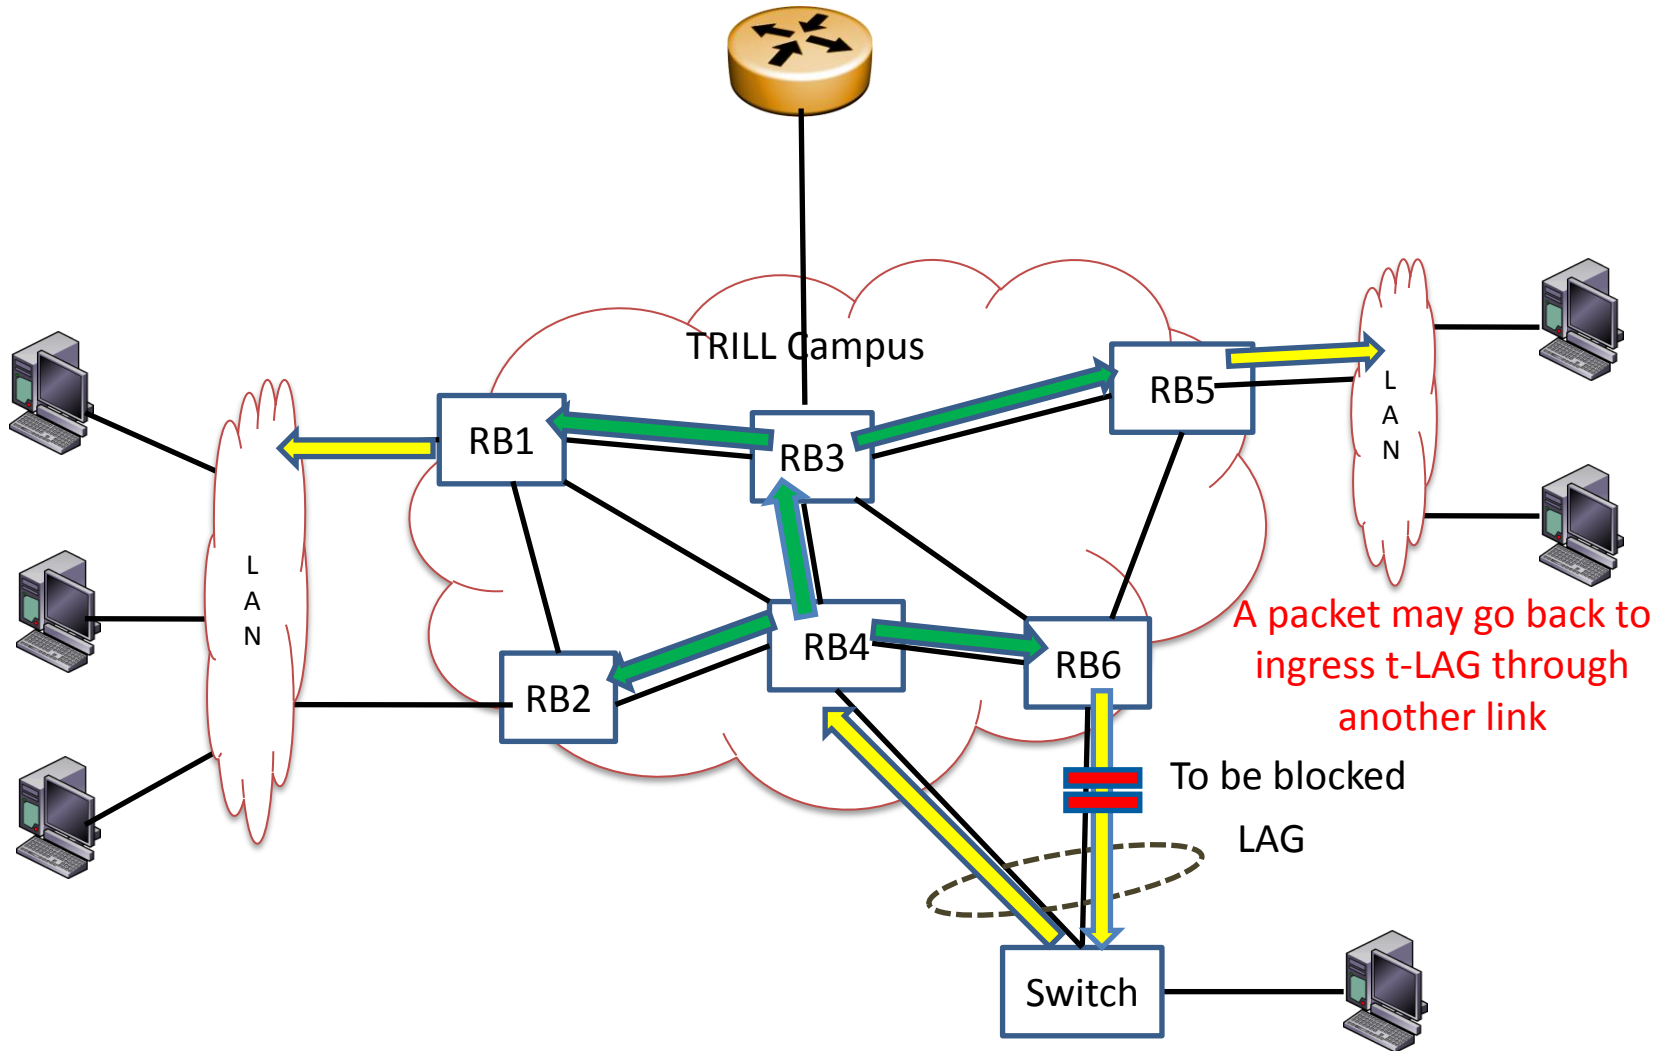 TRILL Campus
RB5
RB1
RB3
L
A
N
L
A
N
RB4
RB6
RB2
A packet may go back to
ingress t-LAG through
another link
To be blocked
LAG
Switch